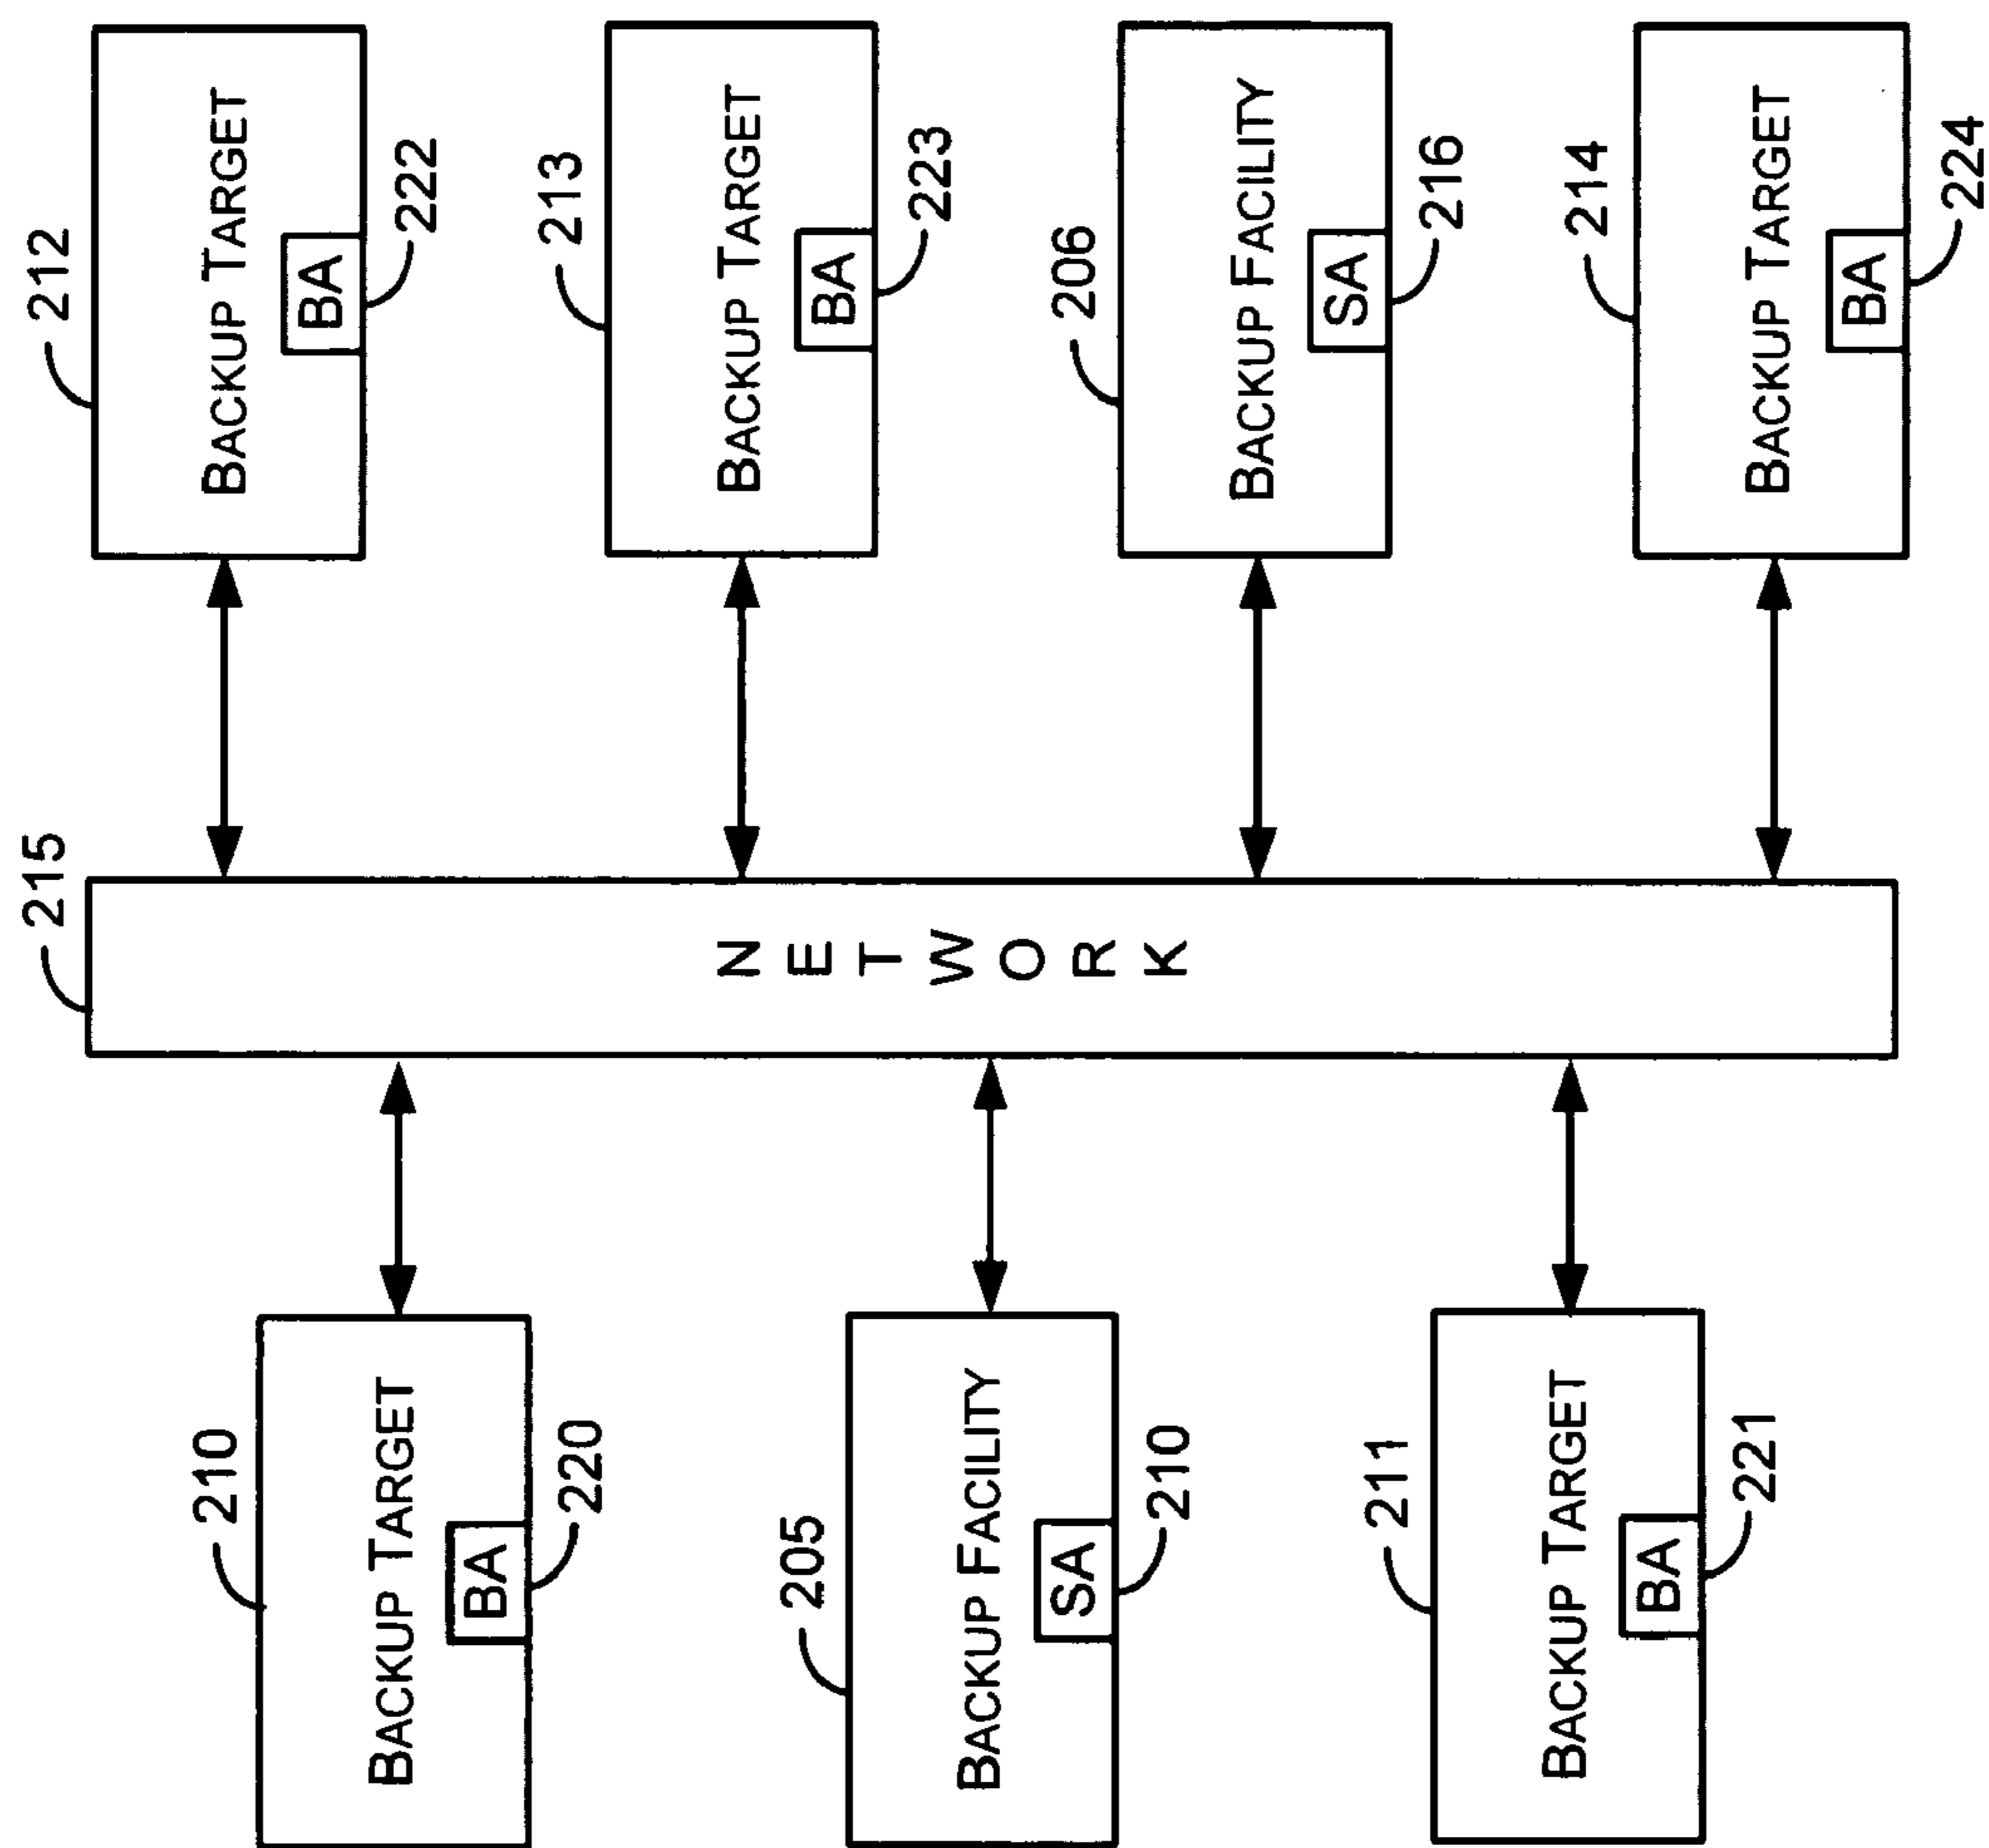 210
BACKUP TARGET
BA
220
205
BACKUP FACILITY
SA
210
211
BACKUP TARGET
BA
221
215
NETWORK
212
BACKUP TARGET
BA
222
213
BACKUP TARGET
BA
223
206
BACKUP FACILITY
SA
216
214
BACKUP TARGET
BA
224